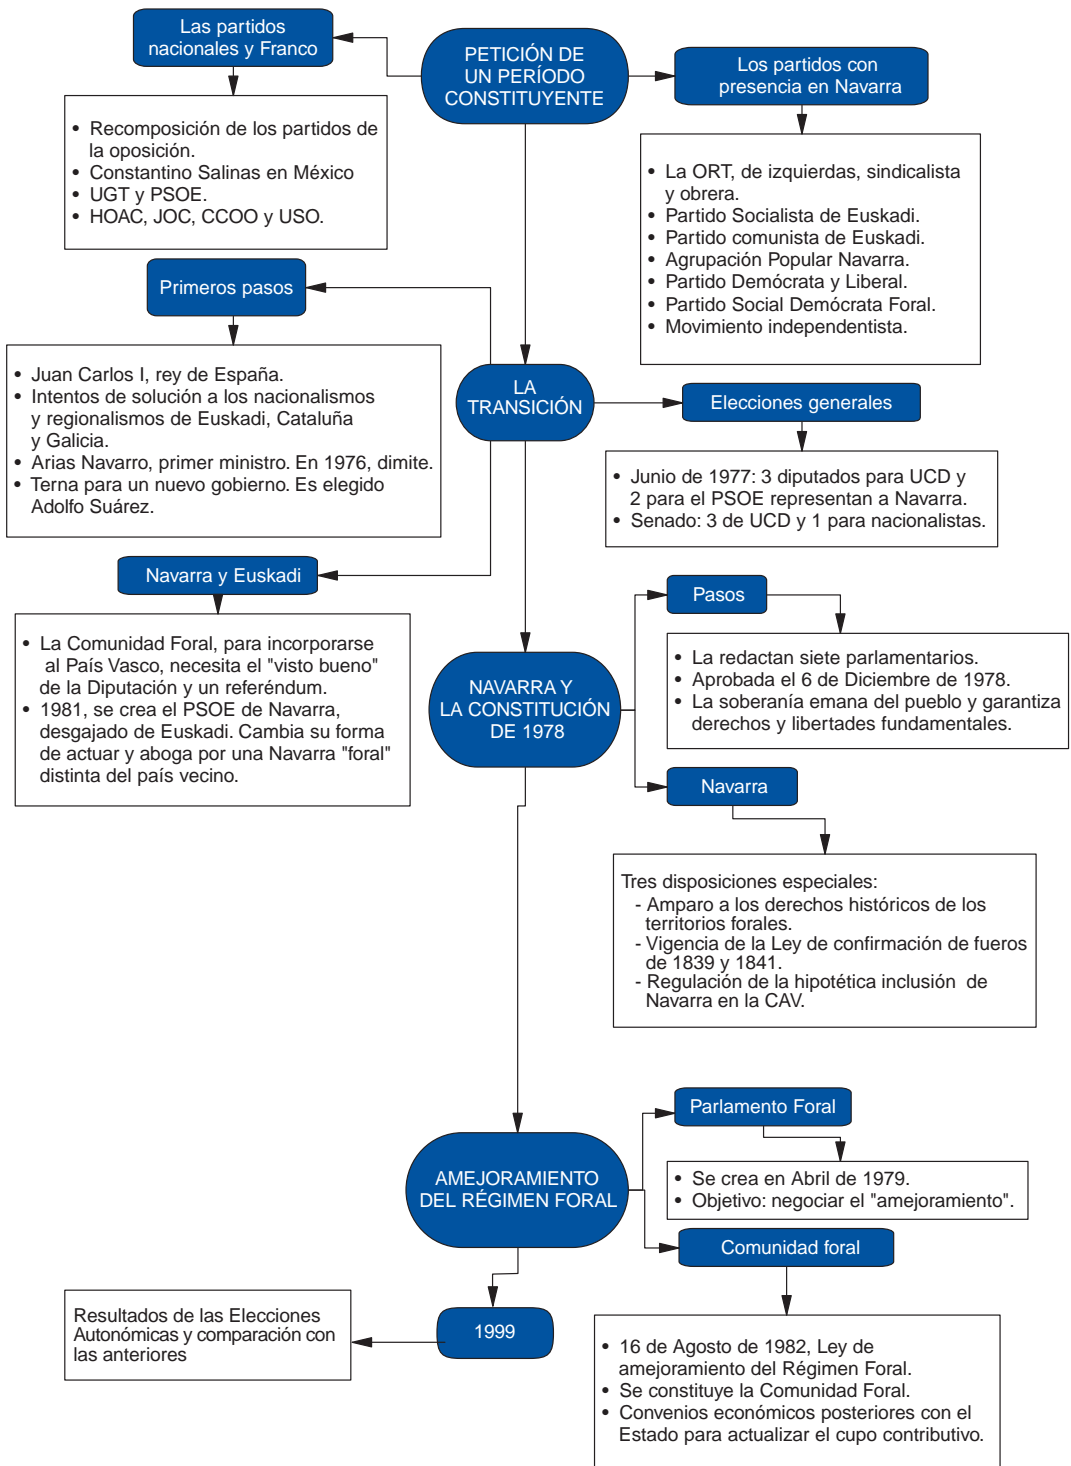 Las partidos
nacionales y Franco
PETICIÓN DE
UN PERÍODO
CONSTITUYENTE
Los partidos con
presencia en Navarra
• Recomposición de los partidos de
la oposición.
• Constantino Salinas en México
• UGT y PSOE.
• HOAC, JOC, CCOO y USO.
• La ORT, de izquierdas, sindicalista
y obrera.
• Partido Socialista de Euskadi.
• Partido comunista de Euskadi.
• Agrupación Popular Navarra.
• Partido Demócrata y Liberal.
• Partido Social Demócrata Foral.
• Movimiento independentista.
Primeros pasos
• Juan Carlos I, rey de España.
• Intentos de solución a los nacionalismos
y regionalismos de Euskadi, Cataluña
y Galicia.
• Arias Navarro, primer ministro. En 1976, dimite.
• Terna para un nuevo gobierno. Es elegido
Adolfo Suárez.
LA
TRANSICIÓN
Elecciones generales
• Junio de 1977: 3 diputados para UCD y
2 para el PSOE representan a Navarra.
• Senado: 3 de UCD y 1 para nacionalistas.
Navarra y Euskadi
• La Comunidad Foral, para incorporarse
al País Vasco, necesita el "visto bueno"
de la Diputación y un referéndum.
• 1981, se crea el PSOE de Navarra,
desgajado de Euskadi. Cambia su forma
de actuar y aboga por una Navarra "foral"
distinta del país vecino.
NAVARRA Y
LA CONSTITUCIÓN
DE 1978
Pasos
• La redactan siete parlamentarios.
• Aprobada el 6 de Diciembre de 1978.
• La soberanía emana del pueblo y garantiza
derechos y libertades fundamentales.
Navarra
Tres disposiciones especiales:
- Amparo a los derechos históricos de los
territorios forales.
- Vigencia de la Ley de confirmación de fueros
de 1839 y 1841.
- Regulación de la hipotética inclusión de
Navarra en la CAV.
AMEJORAMIENTO
DEL RÉGIMEN FORAL
Parlamento Foral
• Se crea en Abril de 1979.
• Objetivo: negociar el "amejoramiento".
Comunidad foral
• 16 de Agosto de 1982, Ley de
amejoramiento del Régimen Foral.
• Se constituye la Comunidad Foral.
• Convenios económicos posteriores con el
Estado para actualizar el cupo contributivo.
1999
Resultados de las Elecciones
Autonómicas y comparación con
las anteriores